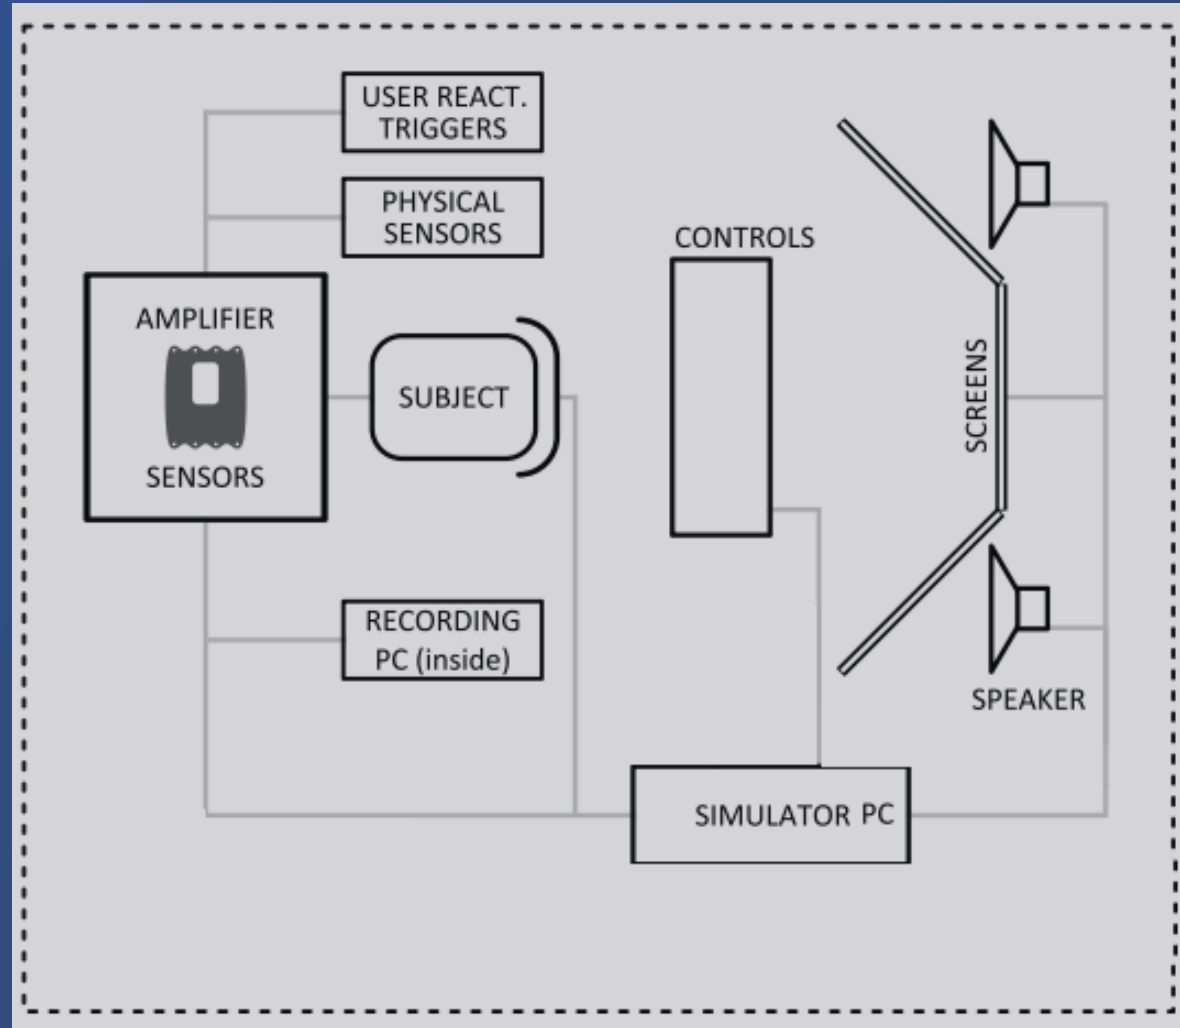 USER REACT.
TRIGGERS
PHYSICAL
SENSORS
CONTROLS
AMPLIFIER
SENSORS
SUBJECT
SCREENS
RECORDING
PC (inside)
SPEAKER
SIMULATOR PC